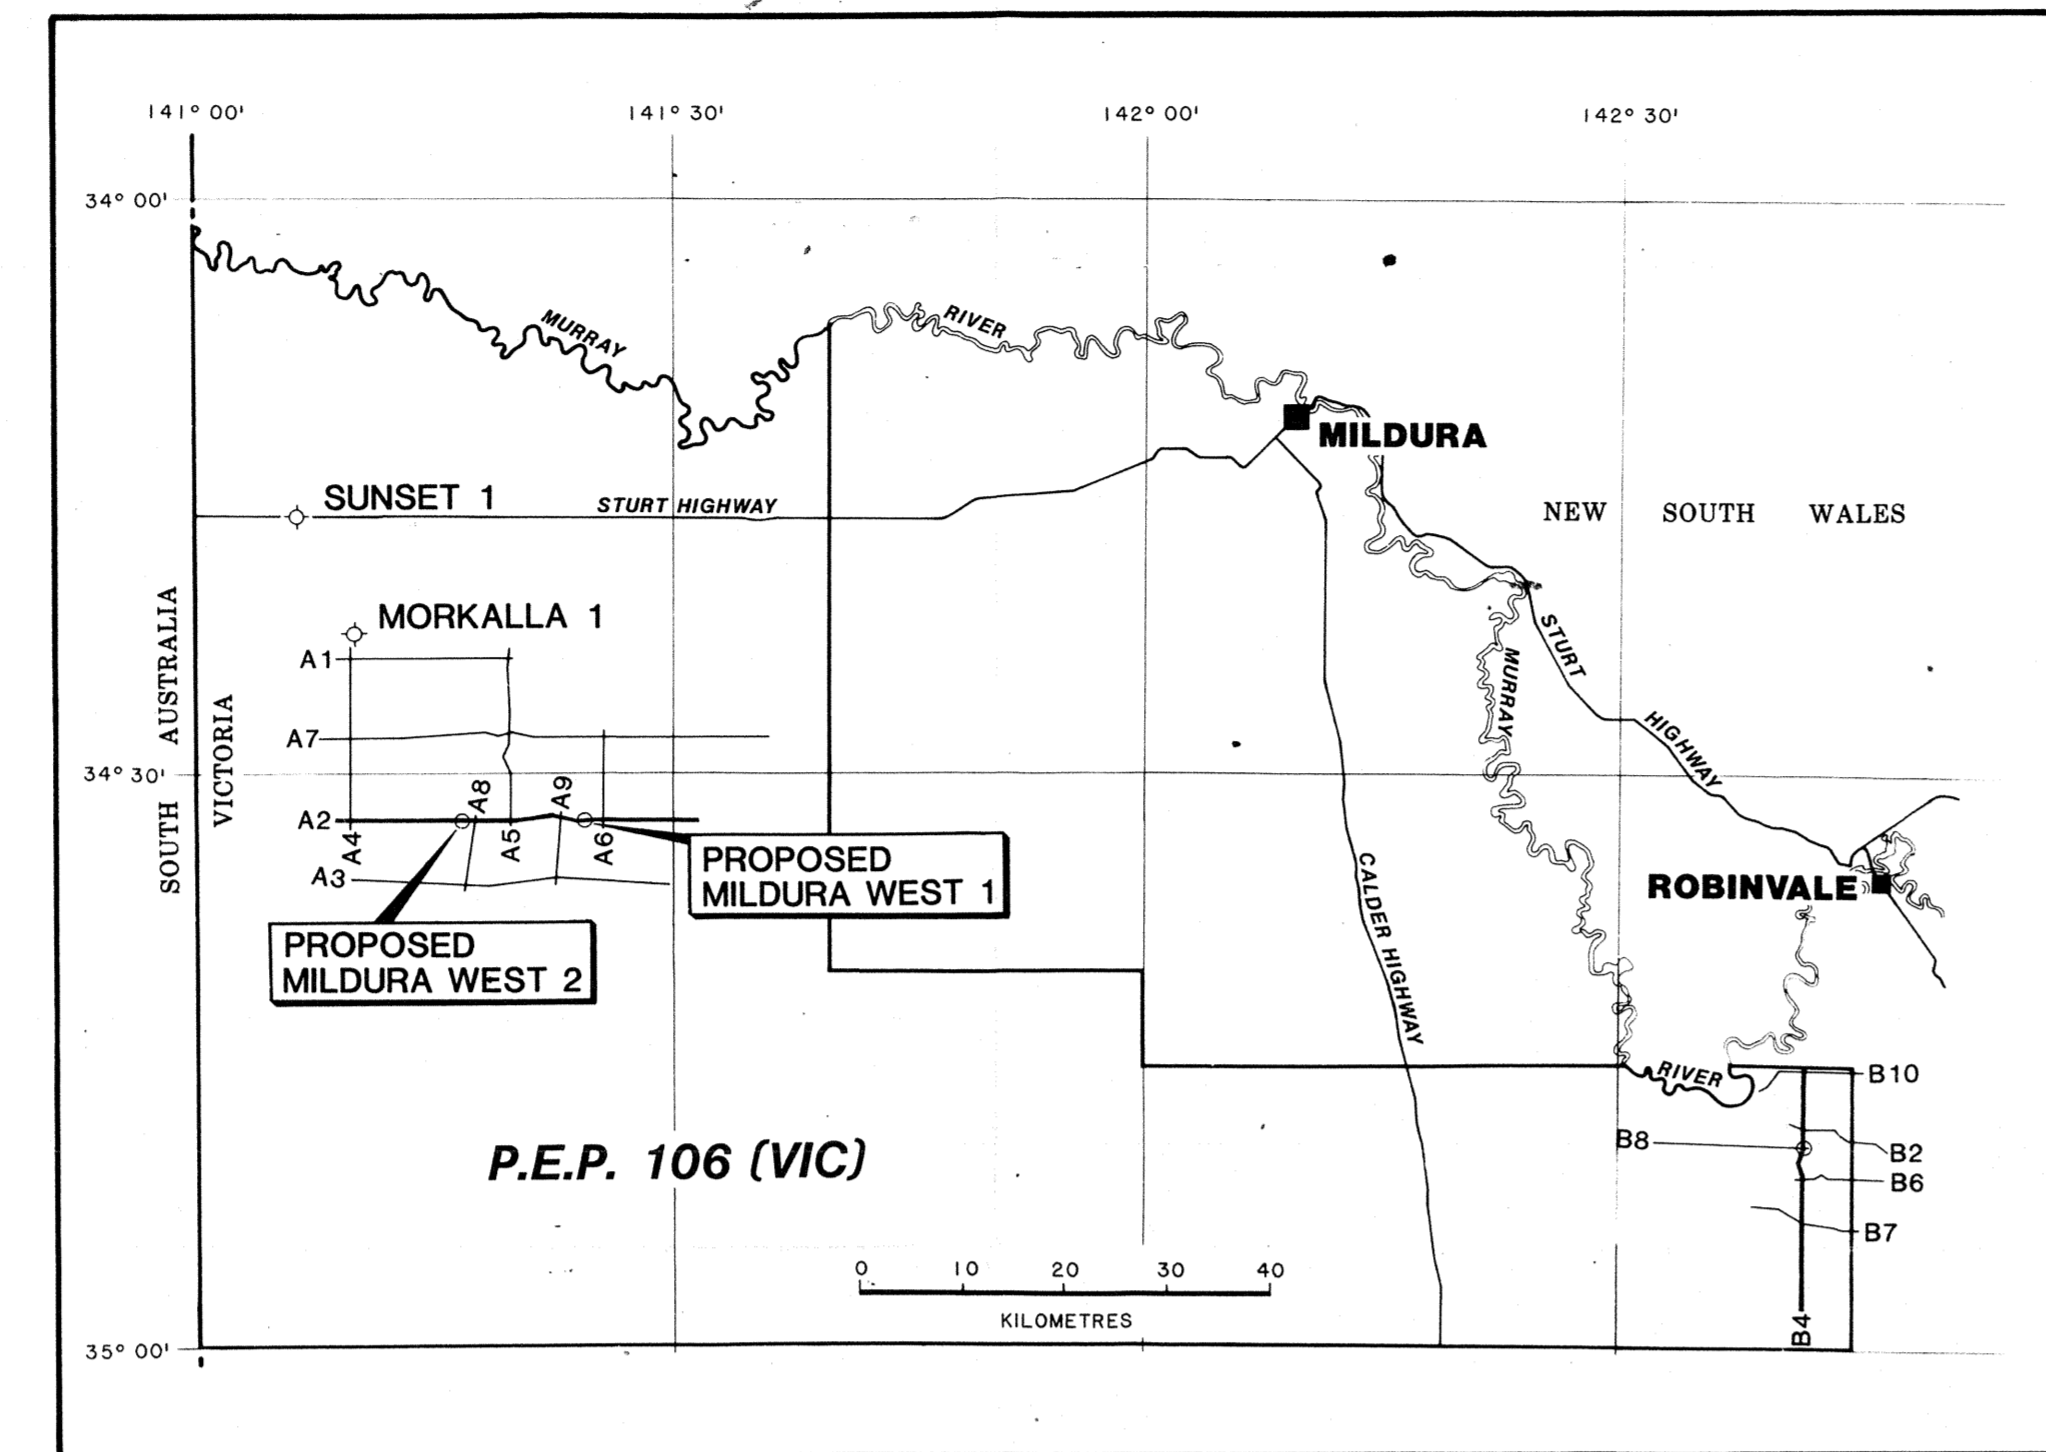 141° 00'
141° 30'
142° 00'
142° 30'
34° 00'
MURRAY
RIVER
MILDURA
SUNSET 1
STURT HIGHWAY
NEW SOUTH WALES
MORKALLA 1
A1
STURT
MURRAY
SOUTH AUSTRALIA
VICTORIA
A7
HIGHWAY
34° 30'
A8
A9
A2
A4
A5
A6
A3
PROPOSED
MILDURA WEST 1
CALDER HIGHWAY
ROBINVALE
PROPOSED
MILDURA WEST 2
RIVER
B10
P.E.P. 106 (VIC)
B8
B2
B6
B7
0 10 20 30 40
KILOMETRES
B4
35° 00'